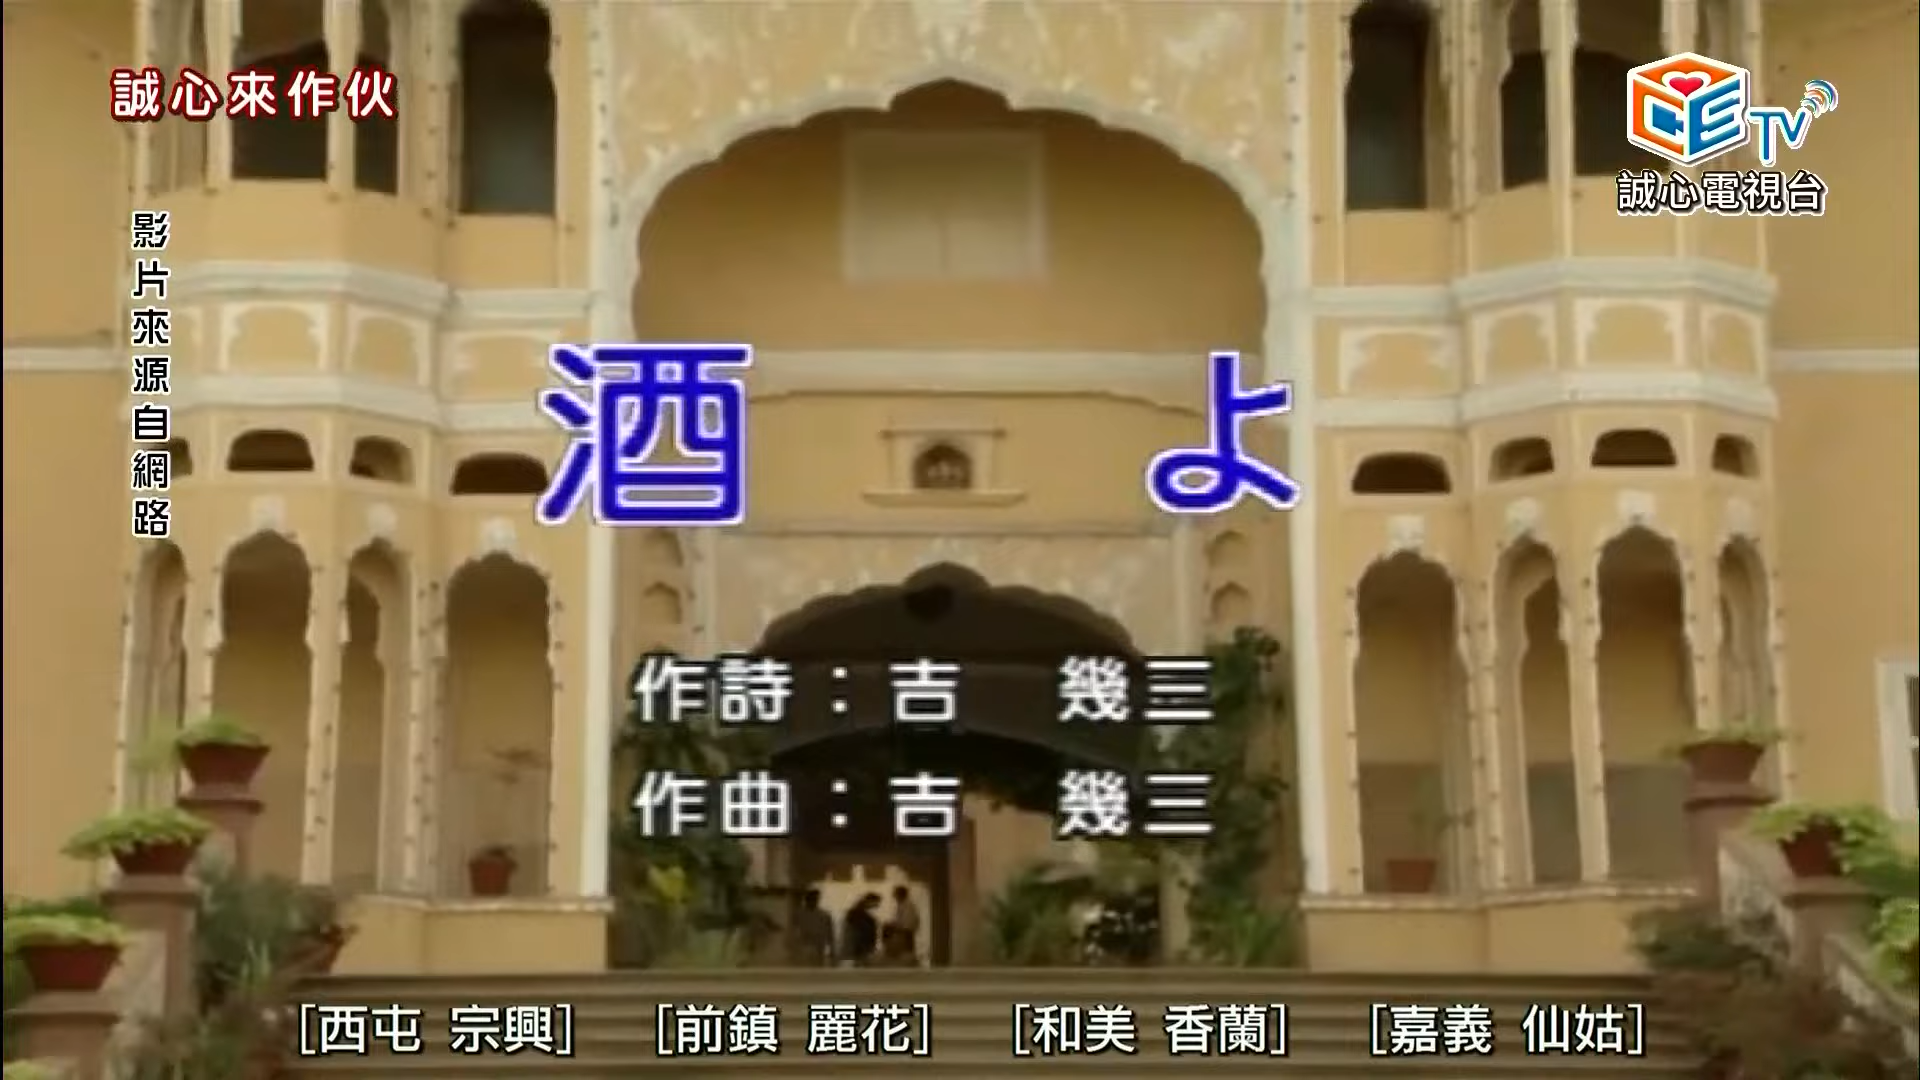 誠心來作伙
CE TV
誠心電視台
影片來源自網路
酒 よ
作詩：吉 幾三
作曲：吉 幾三
[西屯 宗興] [前鎮 麗花] [和美 香蘭] [嘉義 仙姑]